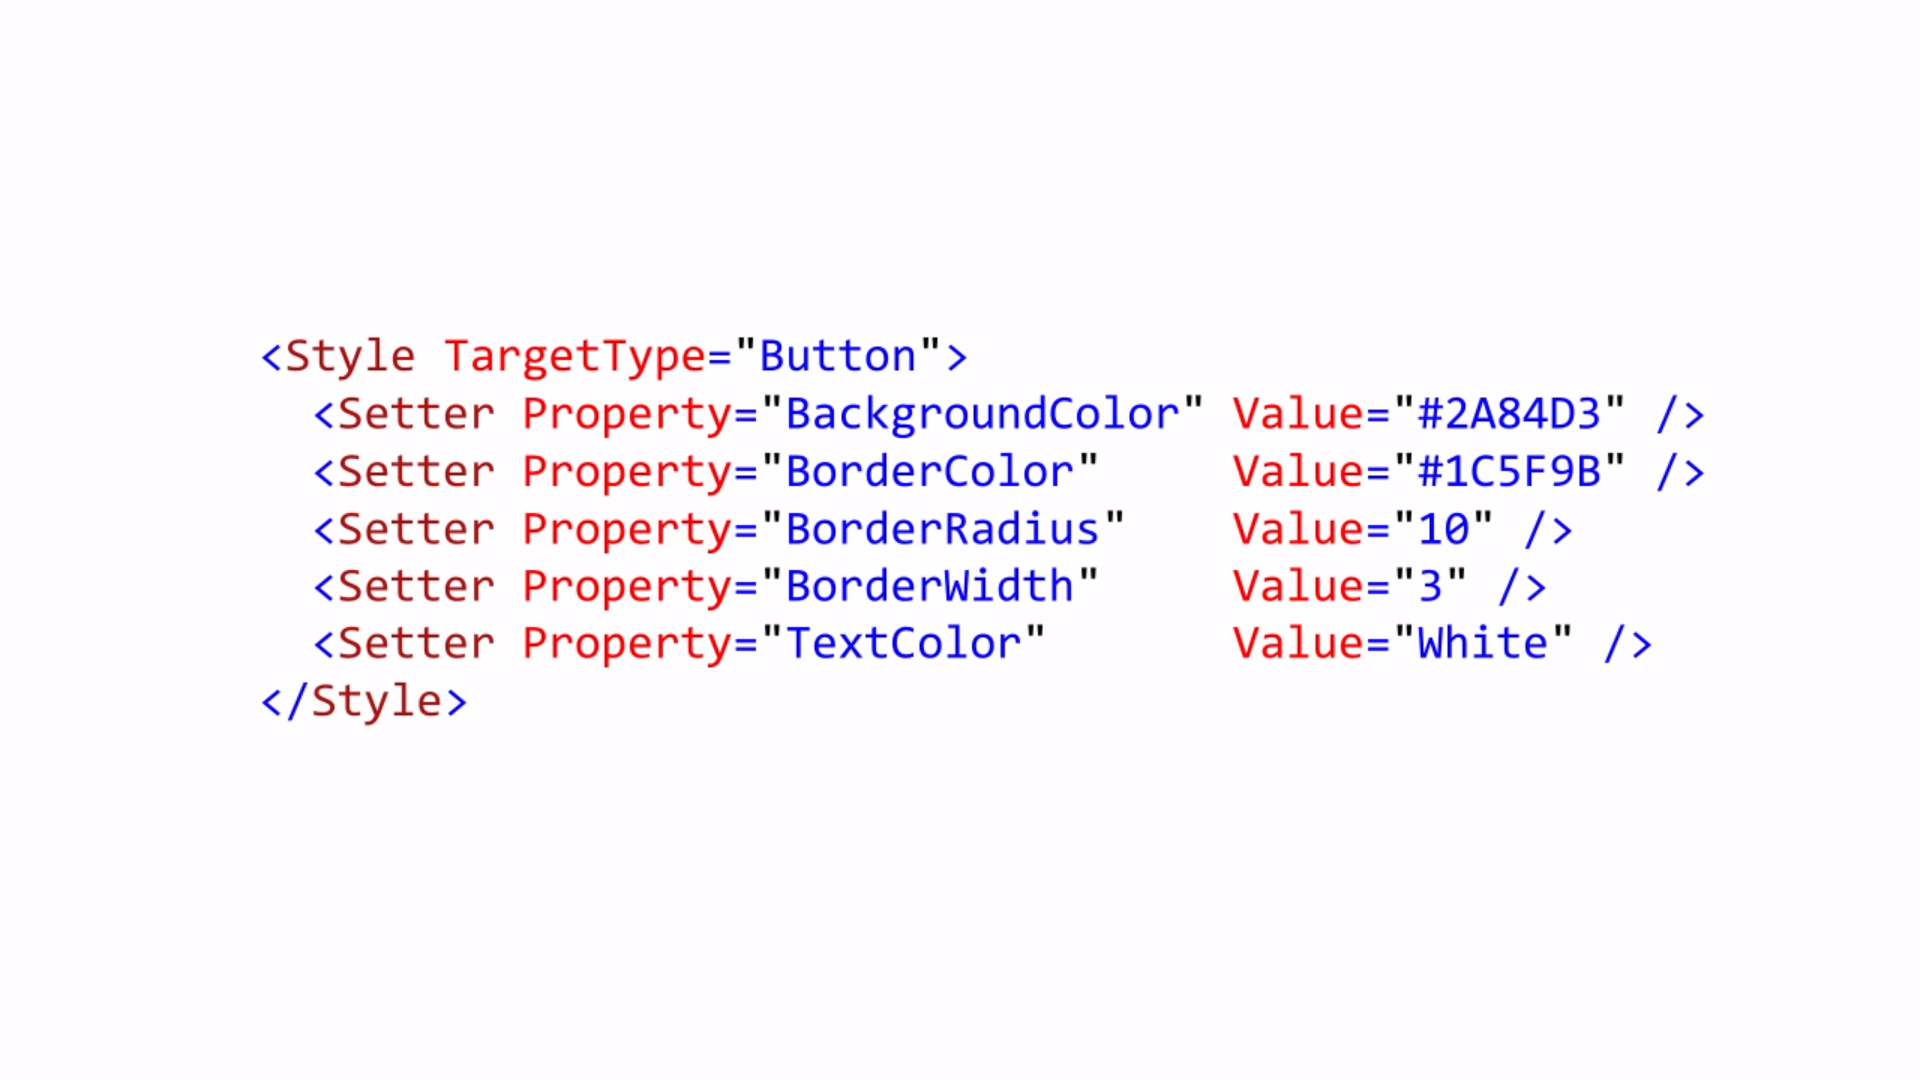 <Style TargetType="Button">
  <Setter Property="BackgroundColor" Value="#2A84D3" />
  <Setter Property="BorderColor"     Value="#1C5F9B" />
  <Setter Property="BorderRadius"    Value="10" />
  <Setter Property="BorderWidth"     Value="3" />
  <Setter Property="TextColor"       Value="White" />
</Style>